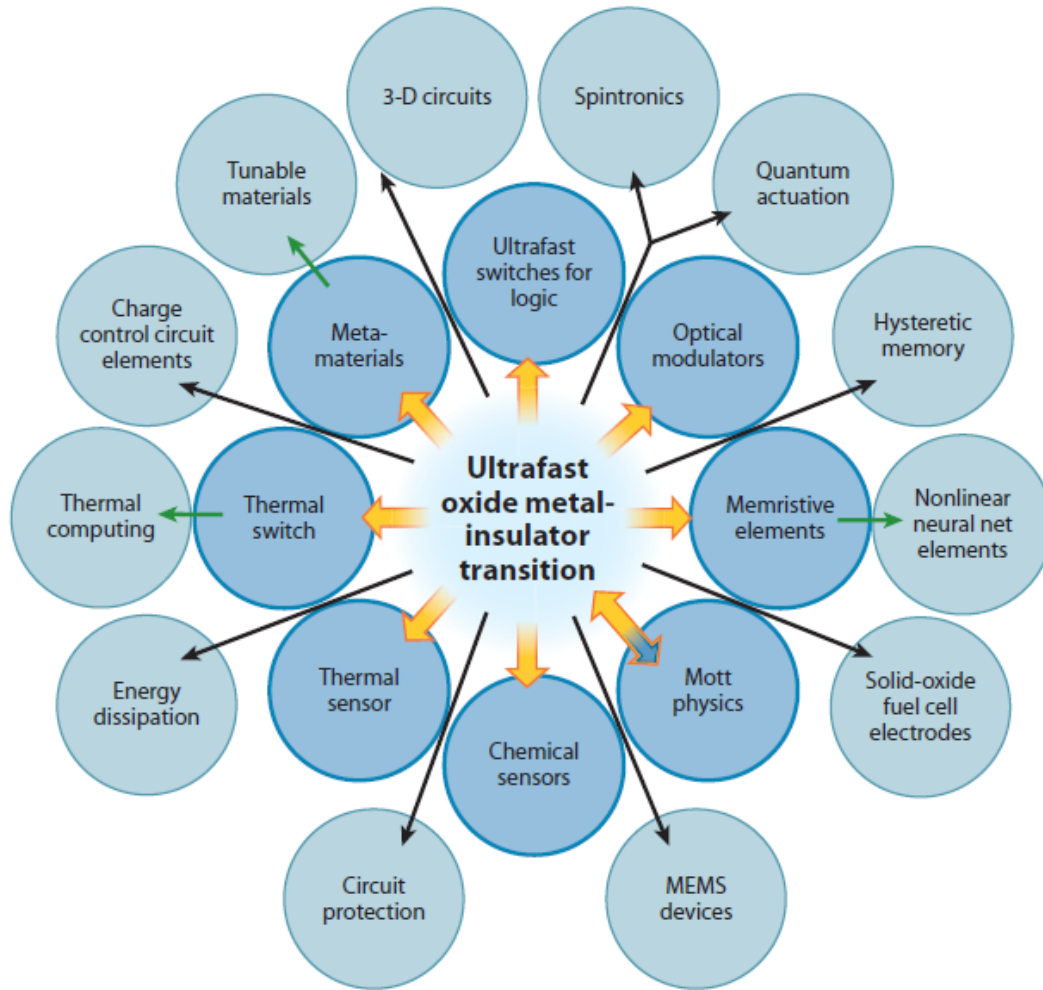 3-D circuits
Spintronics
Tunable
materials
Quantum
actuation
Ultrafast
switches for
logic
Charge
control circuit
elements
Meta-
materials
Optical
modulators
Hysteretic
memory
Ultrafast
oxide metal-
insulator
transition
Thermal
computing
Thermal
switch
Memristive
elements
Nonlinear
neural net
elements
Energy
dissipation
Thermal
sensor
Chemical
sensors
Mott
physics
Solid-oxide
fuel cell
electrodes
Circuit
protection
MEMS
devices